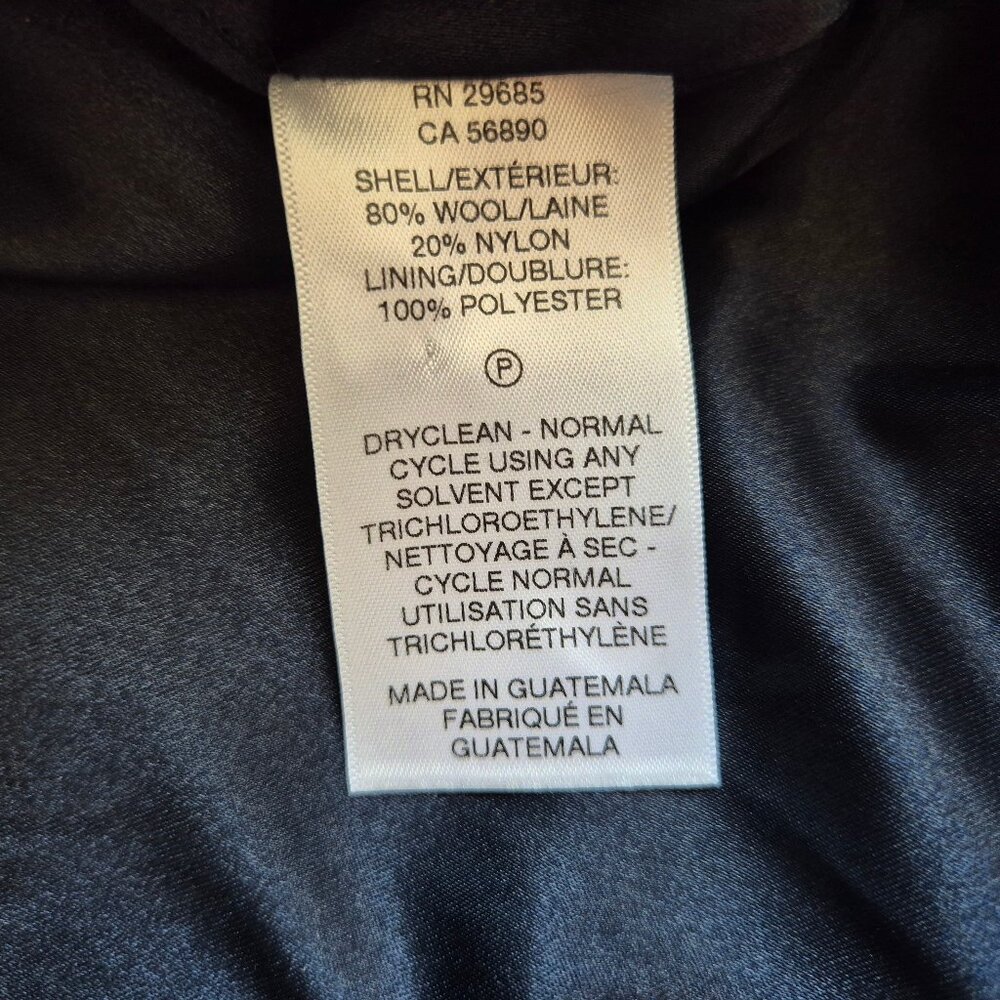 RN 29685
CA 56890
SHELL/EXTÉRIEUR:
80% WOOL/LAINE
20% NYLON
LINING/DOUBLURE:
100% POLYESTER
P
DRYCLEAN - NORMAL
CYCLE USING ANY
SOLVENT EXCEPT
TRICHLOROETHYLENE/
NETTOYAGE À SEC -
CYCLE NORMAL
UTILISATION SANS
TRICHLORÉTHYLÈNE
MADE IN GUATEMALA
FABRIQUÉ EN
GUATEMALA